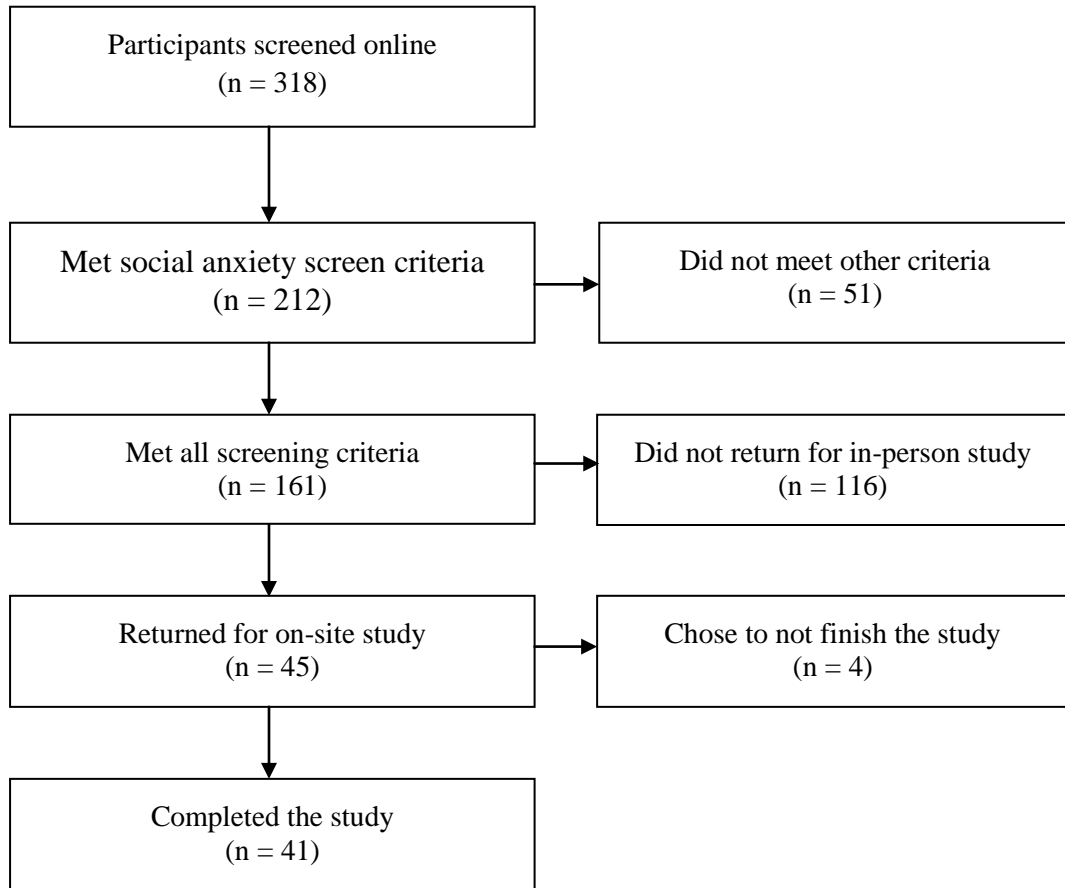 Participants screened online
(n = 318)
Met social anxiety screen criteria
(n = 212)
Did not meet other criteria
(n = 51)
Met all screening criteria
(n = 161)
Did not return for in-person study
(n = 116)
Returned for on-site study
(n = 45)
Chose to not finish the study
(n = 4)
Completed the study
(n = 41)